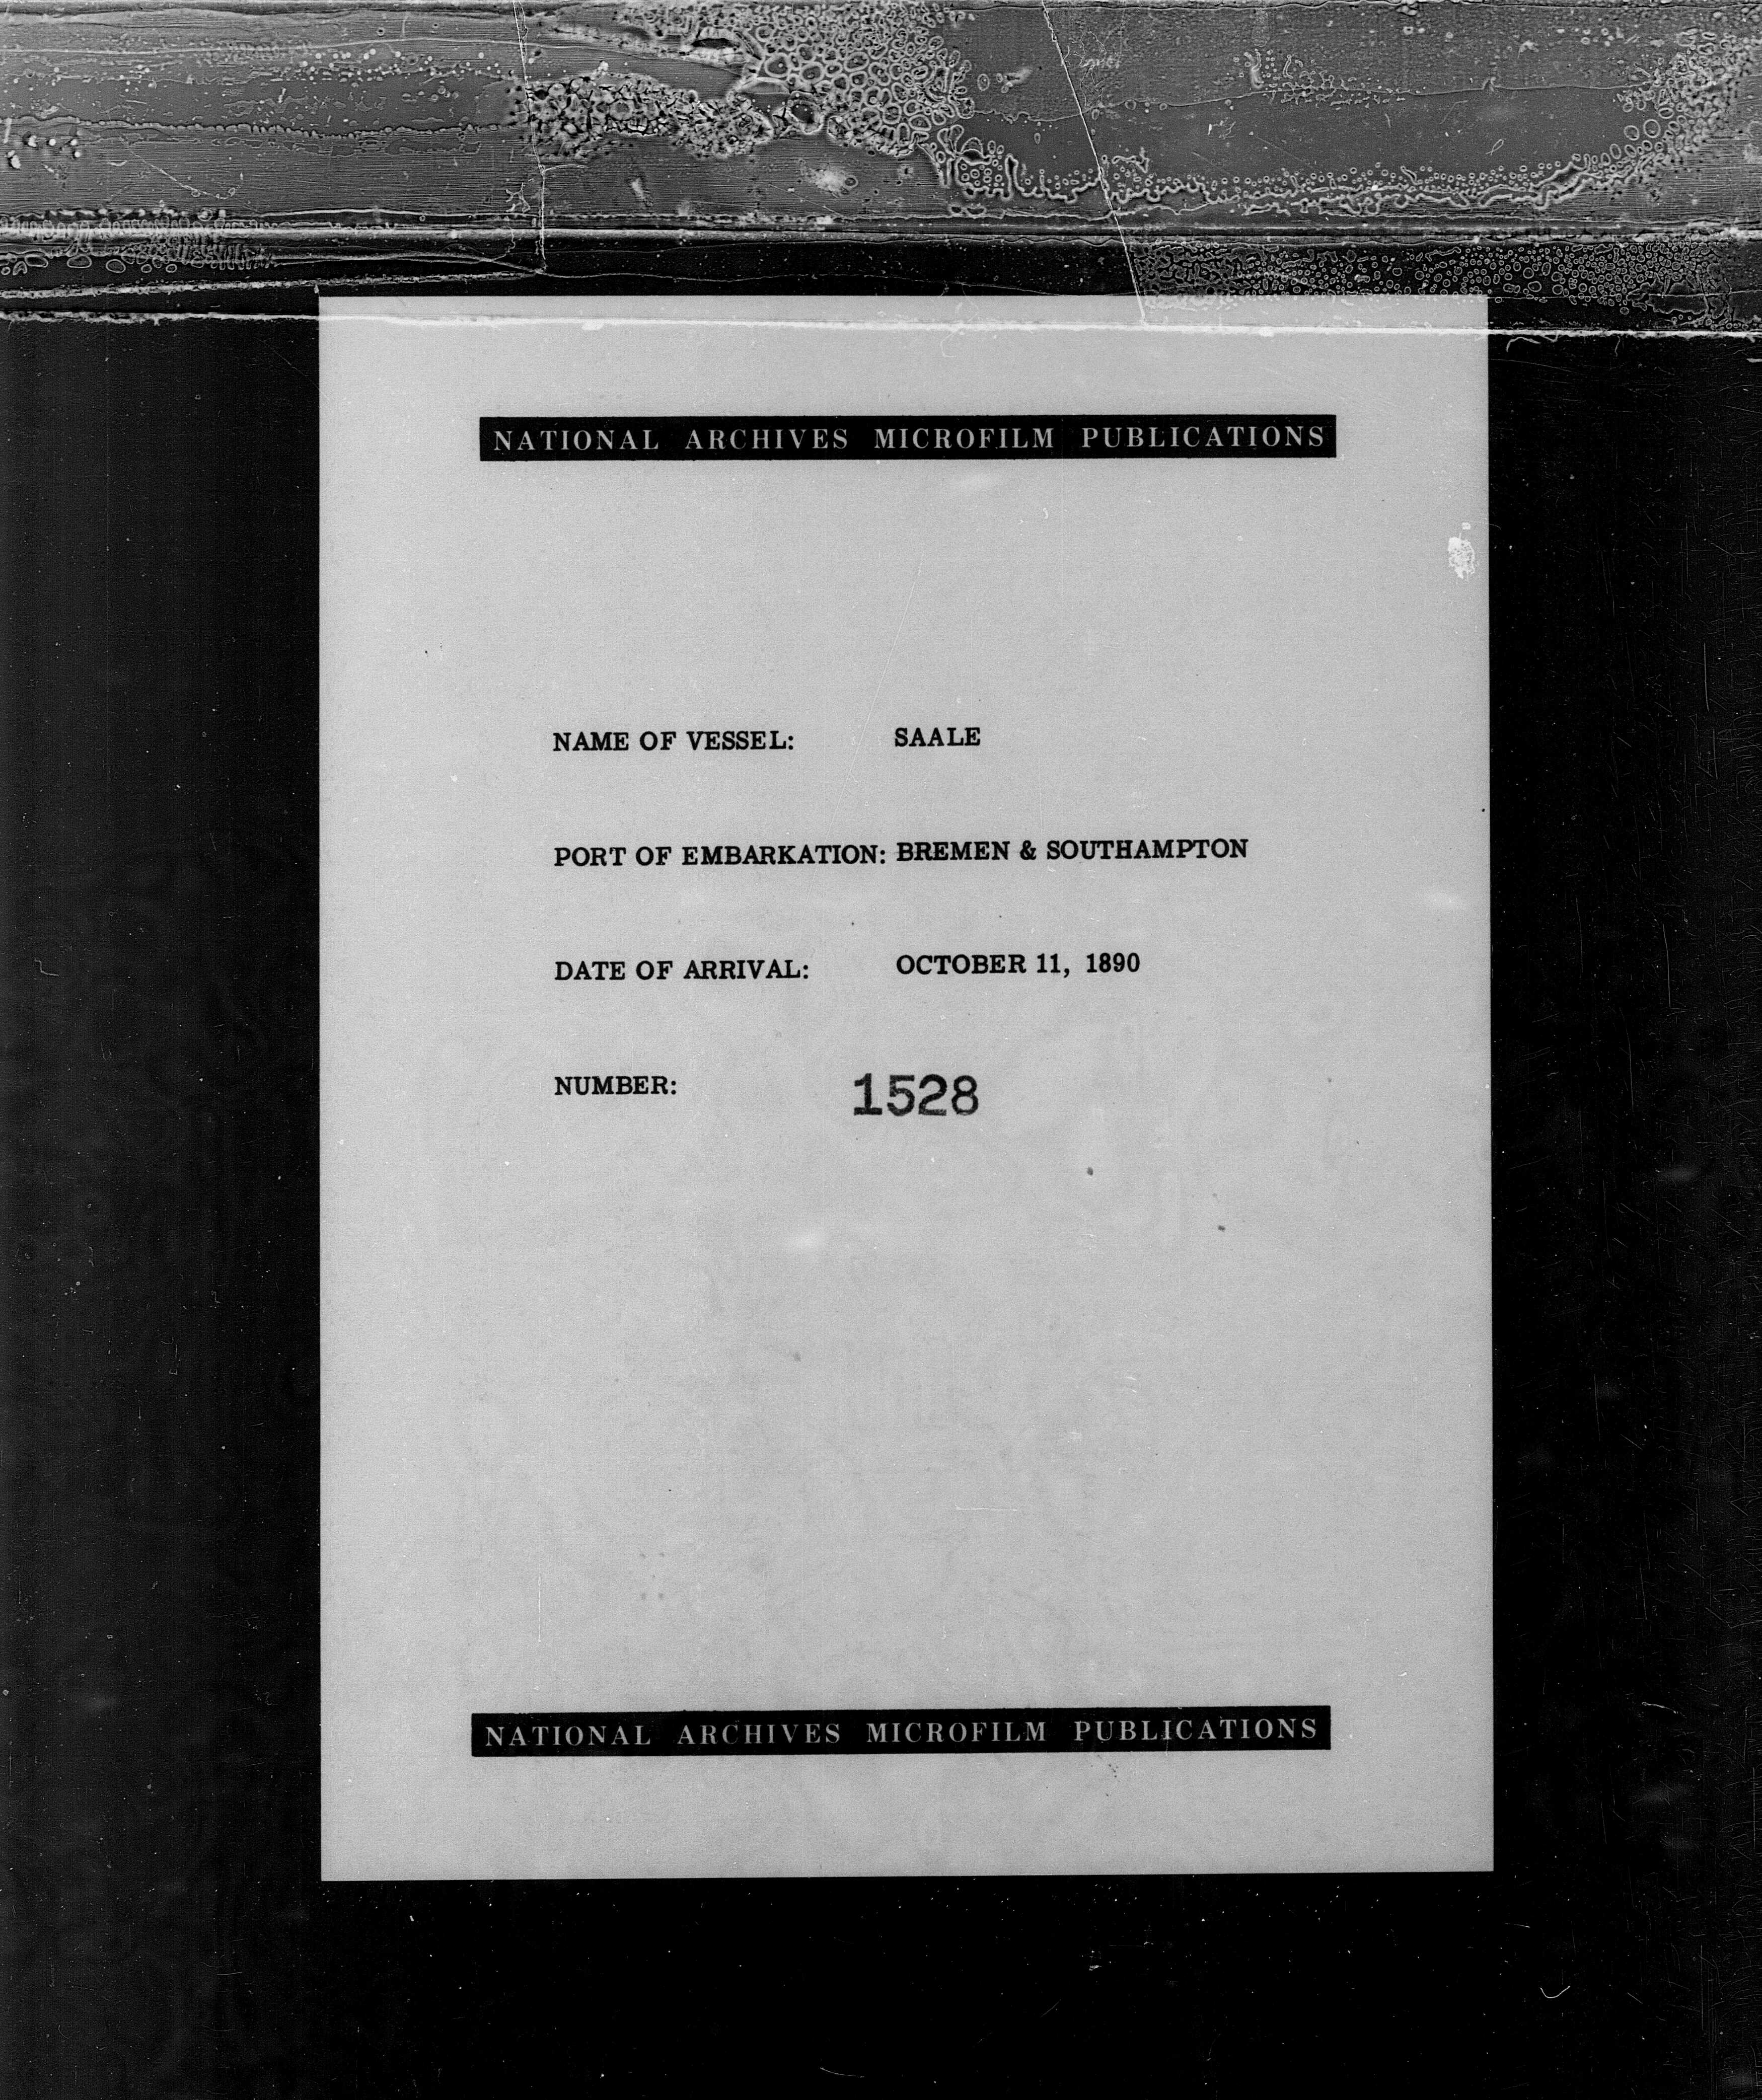 NATIONAL ARCHIVES MICROFILM PUBLICATIONS
NAME OF VESSEL: SAALE
PORT OF EMBARKATION: BREMEN & SOUTHAMPTON
DATE OF ARRIVAL: OCTOBER 11, 1890
NUMBER: 1528
NATIONAL ARCHIVES MICROFILM PUBLICATIONS